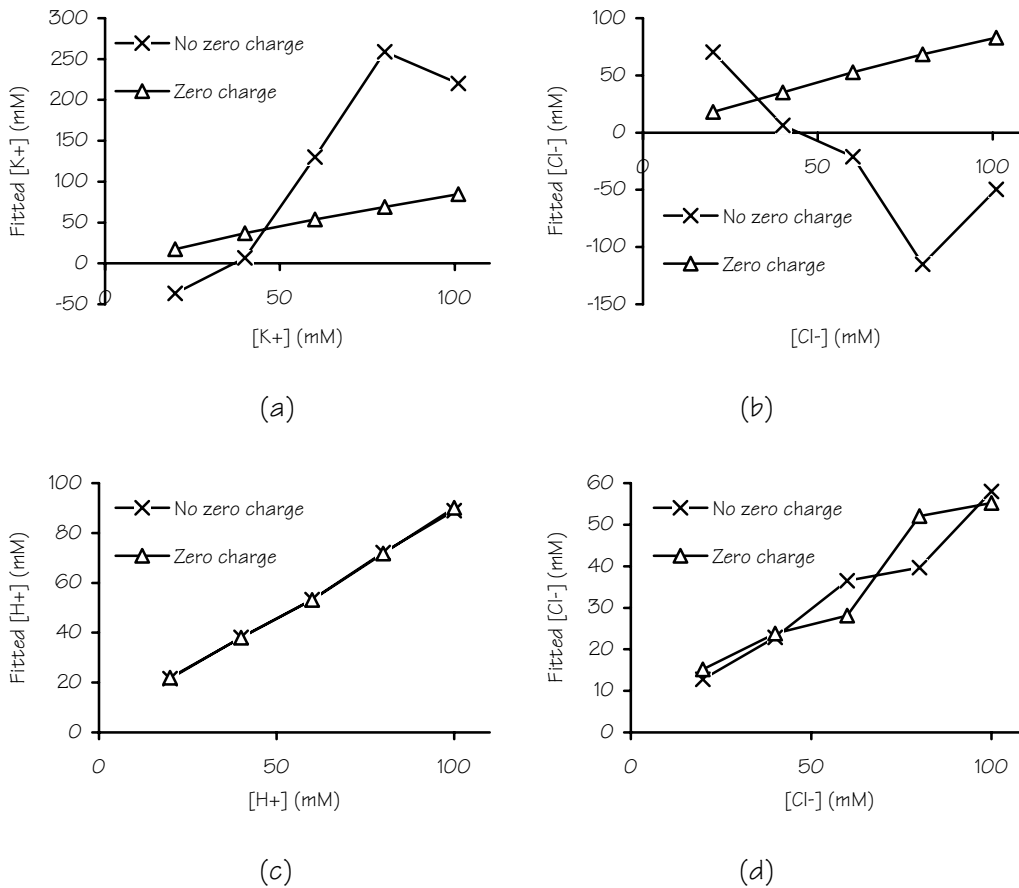 300
250
200
150
100
50
0
-50
0
50
100
Fitted [K+] (mM)
No zero charge
Zero charge
[K+] (mM)
(a)
100
50
0
-50
-100
-150
0
50
100
Fitted [Cl-] (mM)
No zero charge
Zero charge
[Cl-] (mM)
(b)
100
80
60
40
20
0
0
50
100
Fitted [H+] (mM)
No zero charge
Zero charge
[H+] (mM)
(c)
60
50
40
30
20
10
0
0
50
100
Fitted [Cl-] (mM)
No zero charge
Zero charge
[Cl-] (mM)
(d)